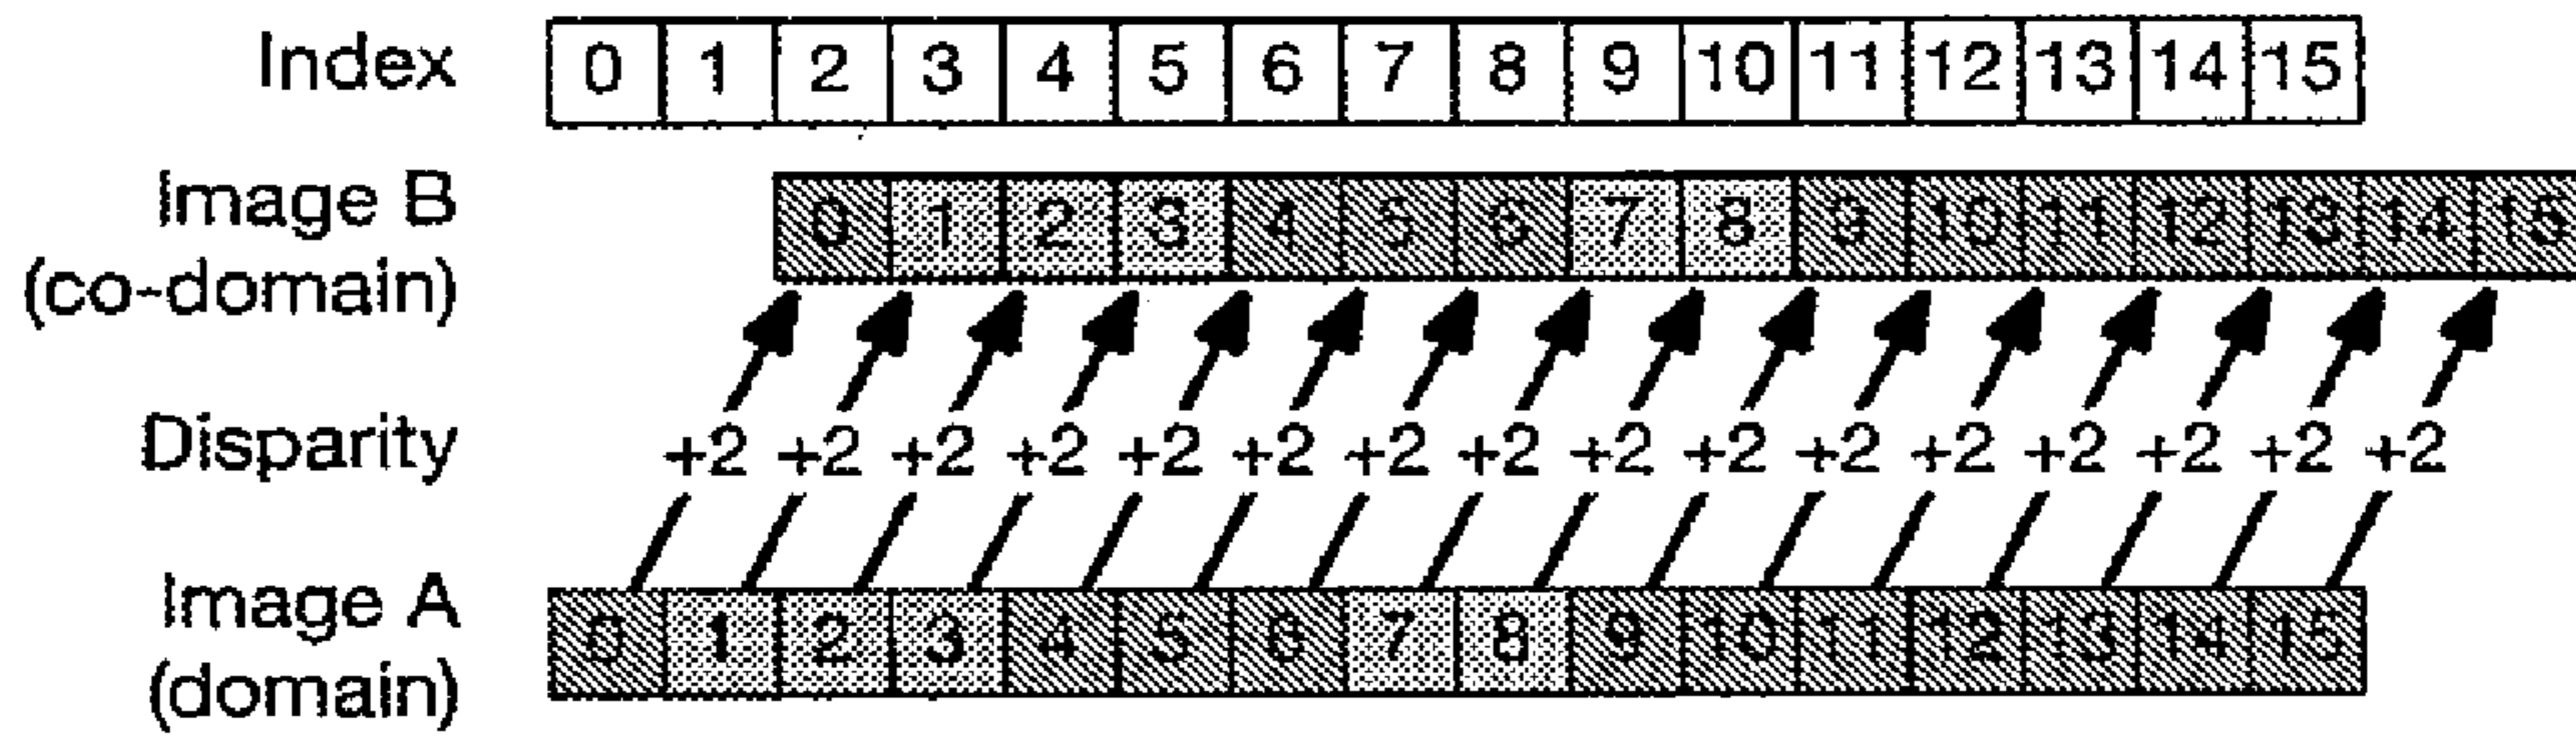 Index 0 1 2 3 4 5 6 7 8 9 10 11 12 13 14 15
Image B
(co-domain) 0 1 2 3 4 5 6 7 8 9 10 11 12 13 14 15
Disparity +2 +2 +2 +2 +2 +2 +2 +2 +2 +2 +2 +2 +2 +2 +2 +2
Image A
(domain) 0 1 2 3 4 5 6 7 8 9 10 11 12 13 14 15